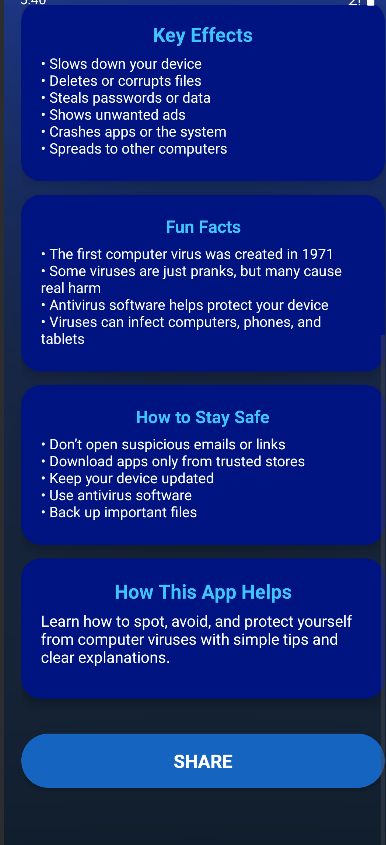 Key Effects
• Slows down your device
• Deletes or corrupts files
• Steals passwords or data
• Shows unwanted ads
• Crashes apps or the system
• Spreads to other computers
Fun Facts
• The first computer virus was created in 1971
• Some viruses are just pranks, but many cause
real harm
• Antivirus software helps protect your device
• Viruses can infect computers, phones, and
tablets
How to Stay Safe
• Don't open suspicious emails or links
• Download apps only from trusted stores
• Keep your device updated
• Use antivirus software
• Back up important files
How This App Helps
Learn how to spot, avoid, and protect yourself
from computer viruses with simple tips and
clear explanations.
SHARE